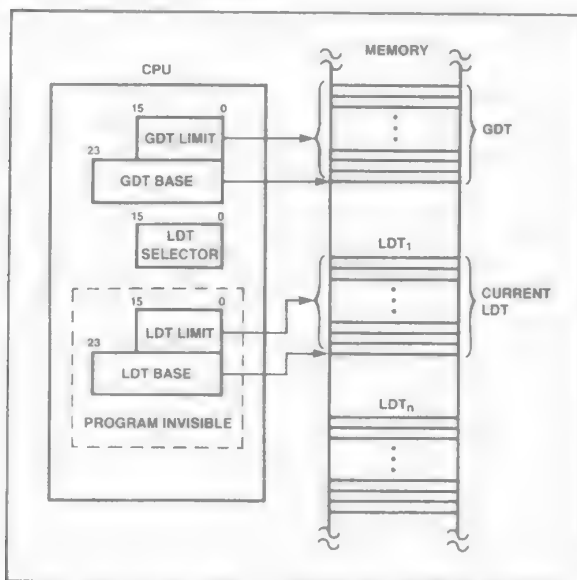 MEMORY
CPU
15 0
GDT LIMIT
23
GDT BASE
GDT
15 0
LDT
SELECTOR
LDT₁
15 0
LDT LIMIT
23
LDT BASE
PROGRAM INVISIBLE
CURRENT
LDT
LDTₙ